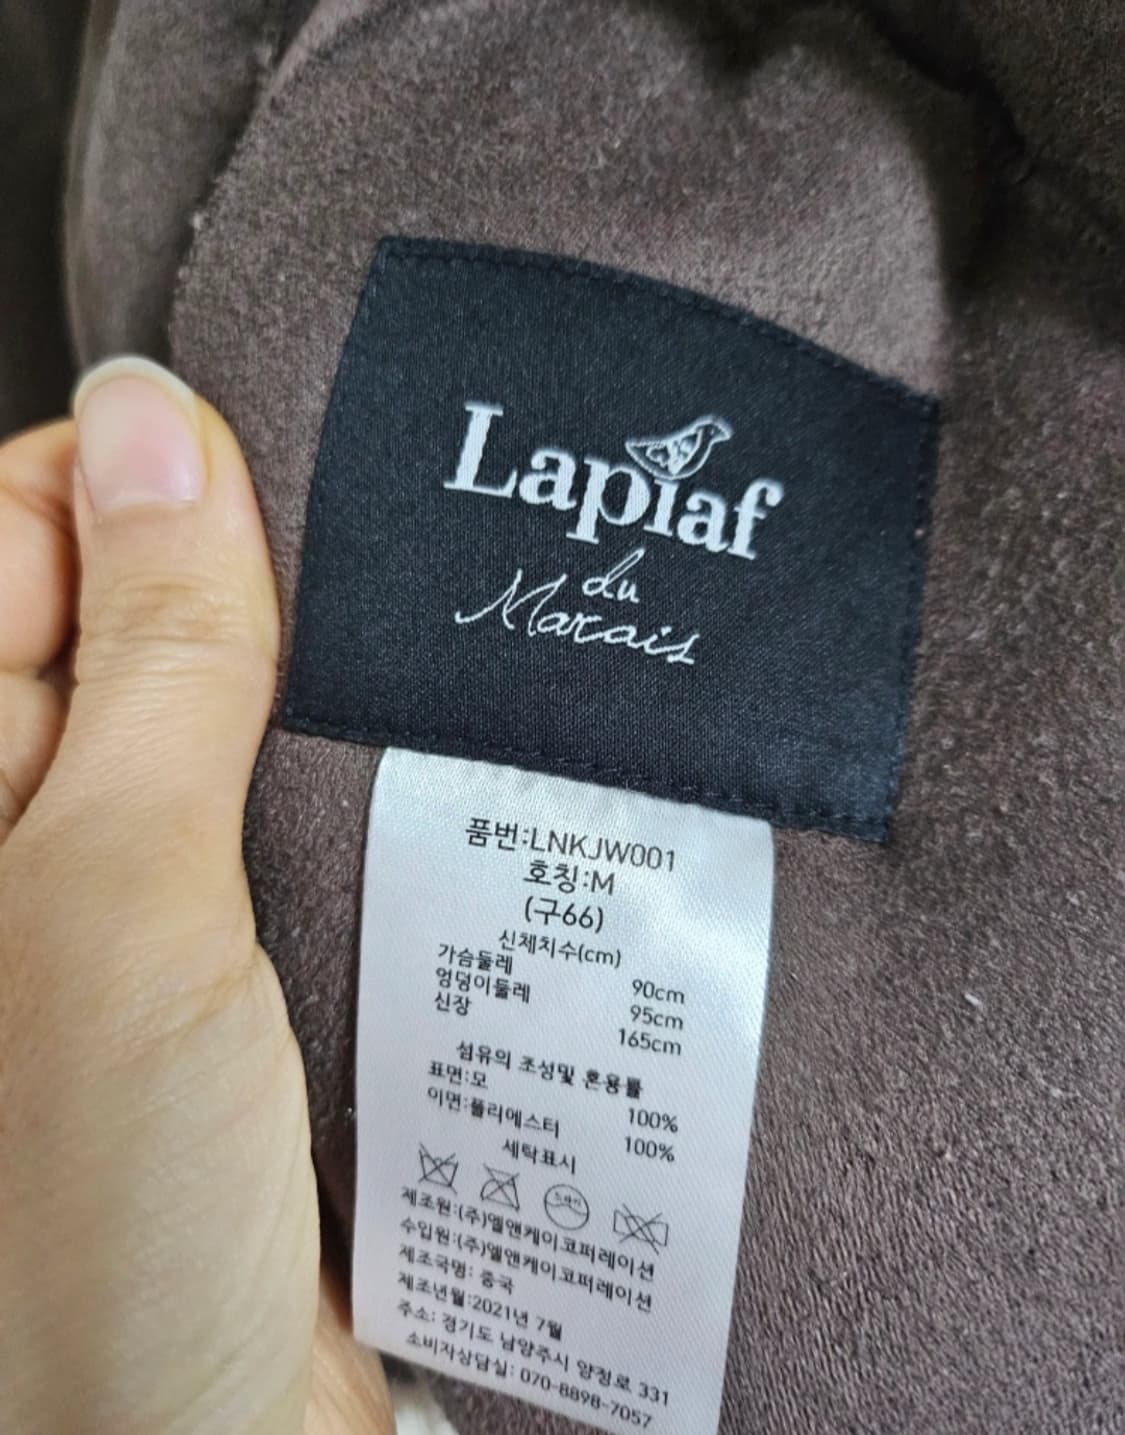 Lapiaf
du
Marais
품번:LNKJW001
호칭:M
(구66)
신체치수(cm)
가슴둘레 90cm
엉덩이둘레 95cm
신장 165cm
섬유의 조성및 혼용률
표면:모 100%
이면:폴리에스터 100%
세탁표시
제조원:(주)엘앤케이코퍼레이션
수입원:(주)엘앤케이코퍼레이션
제조국명: 중국
제조년월:2021년 7월
주소: 경기도 남양주시 양정로 331
소비자상담실: 070-8898-7057